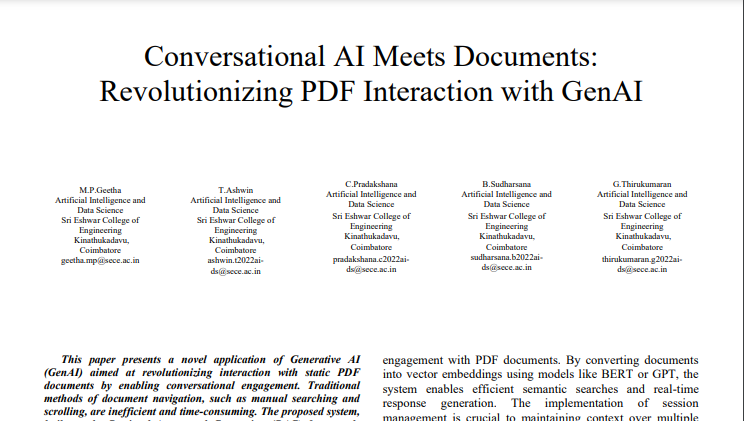 Conversational AI Meets Documents:
Revolutionizing PDF Interaction with GenAI
M.P.Geetha
Artificial Intelligence and
Data Science
Sri Eshwar College of
Engineering
Kinathukadavu,
Coimbatore
geetha.mp@sece.ac.in
T.Ashwin
Artificial Intelligence and
Data Science
Sri Eshwar College of
Engineering
Kinathukadavu,
Coimbatore
ashwin.t2022ai-
ds@sece.ac.in
C.Pradakshana
Artificial Intelligence and
Data Science
Sri Eshwar College of
Engineering
Kinathukadavu,
Coimbatore
pradakshana.c2022ai-
ds@sece.ac.in
B.Sudharsana
Artificial Intelligence and
Data Science
Sri Eshwar College of
Engineering
Kinathukadavu,
Coimbatore
sudharsana.b2022ai-
ds@sece.ac.in
G.Thirukumaran
Artificial Intelligence and
Data Science
Sri Eshwar College of
Engineering
Kinathukadavu,
Coimbatore
thirukumaran.g2022ai-
ds@sece.ac.in
This paper presents a novel application of Generative AI
(GenAI) aimed at revolutionizing interaction with static PDF
documents by enabling conversational engagement. Traditional
methods of document navigation, such as manual searching and
scrolling, are inefficient and time-consuming. The proposed system,
engagement with PDF documents. By converting documents
into vector embeddings using models like BERT or GPT, the
system enables efficient semantic searches and real-time
response generation. The implementation of session
management is crucial to maintaining context over multiple